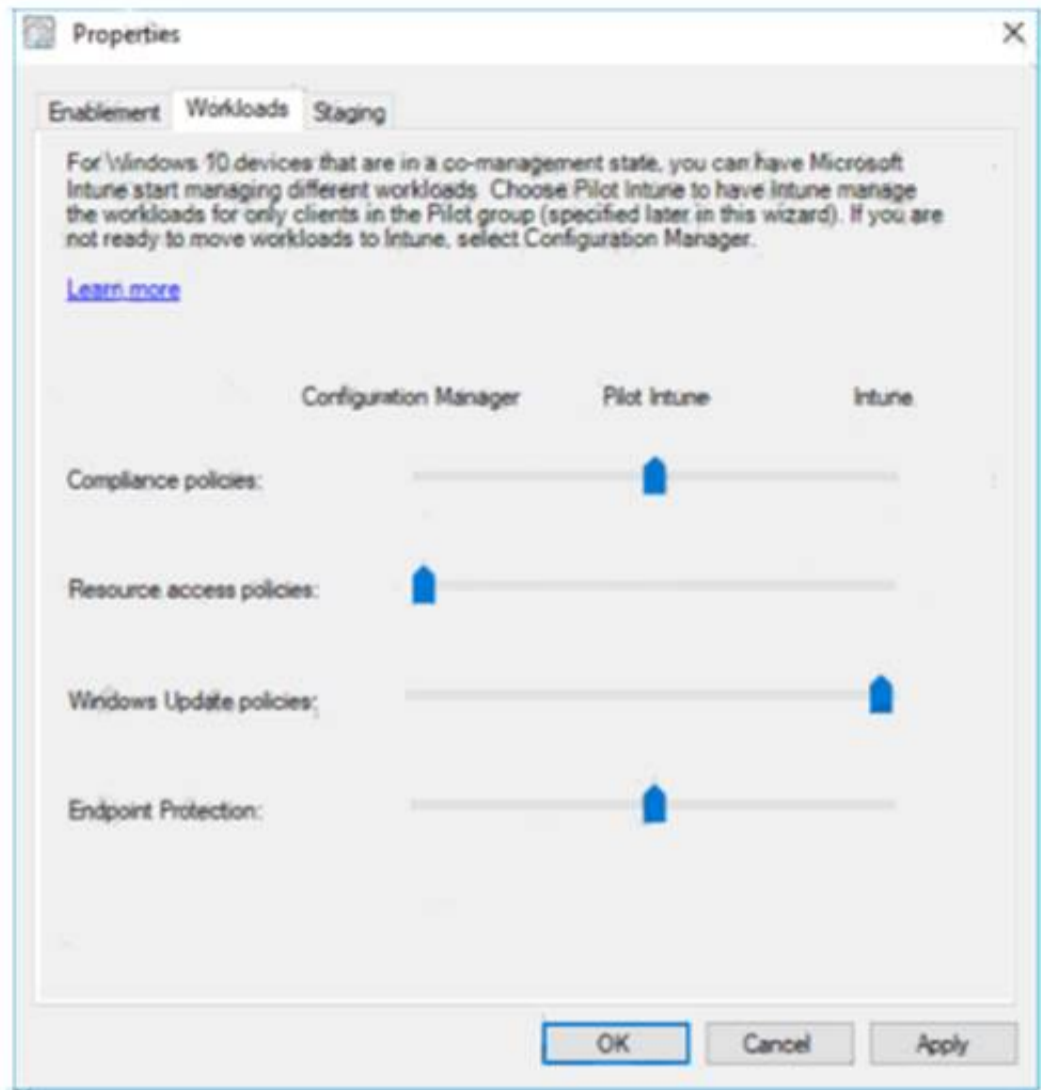 Properties
Enablement Workloads Staging
For Windows 10 devices that are in a co-management state, you can have Microsoft
Intune start managing different workloads. Choose Pilot Intune to have Intune manage
the workloads for only clients in the Pilot group (specified later in this wizard). If you are
not ready to move workloads to Intune, select Configuration Manager.
Learn more
Configuration Manager Pilot Intune Intune
Compliance policies:
Resource access policies:
Windows Update policies:
Endpoint Protection:
OK Cancel Apply